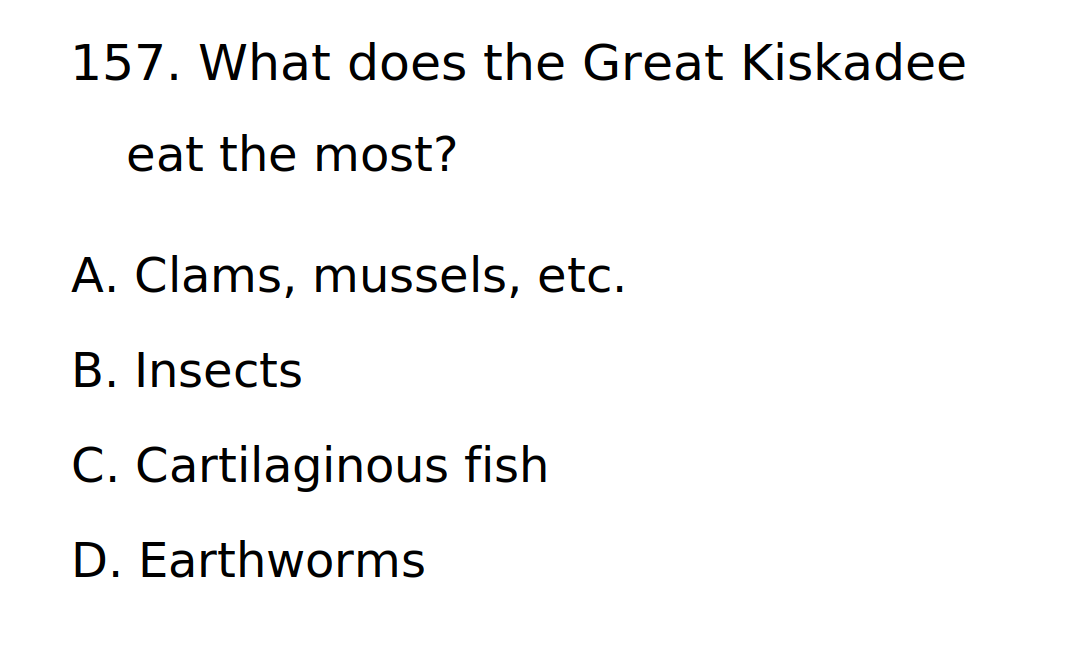 157. What does the Great Kiskadee
eat the most?
A. Clams, mussels, etc.
B. Insects
C. Cartilaginous fish
D. Earthworms